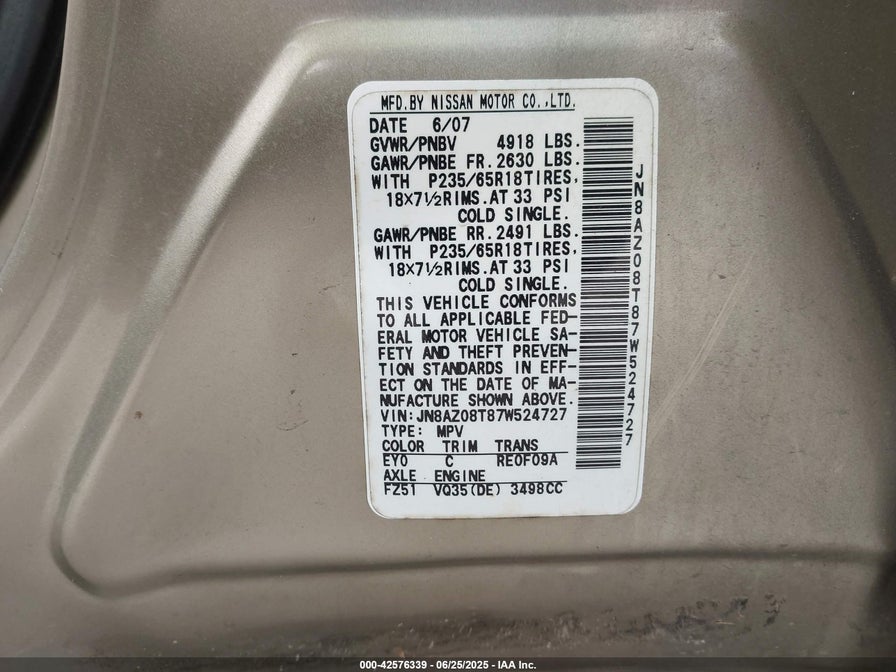 MFD.BY NISSAN MOTOR CO.,LTD.
DATE 6/07
GVWR/PNBV 4918 LBS.
GAWR/PNBE FR.2630 LBS.
WITH P235/65R18TIRES,
18×7½RIMS.AT 33 PSI
COLD SINGLE.
GAWR/PNBE RR.2491 LBS.
WITH P235/65R18TIRES,
18×7½RIMS.AT 33 PSI
COLD SINGLE.
THIS VEHICLE CONFORMS
TO ALL APPLICABLE FED-
ERAL MOTOR VEHICLE SA-
FETY AND THEFT PREVEN-
TION STANDARDS IN EFF-
ECT ON THE DATE OF MA-
NUFACTURE SHOWN ABOVE.
VIN:JN8AZ08T87W524727
TYPE: MPV
COLOR TRIM TRANS
EY0 C RE0F09A
AXLE ENGINE
FZ51 VQ35(DE) 3498CC
JN8AZ08T87W524727
000-42576339 - 06/25/2025 - IAA Inc.